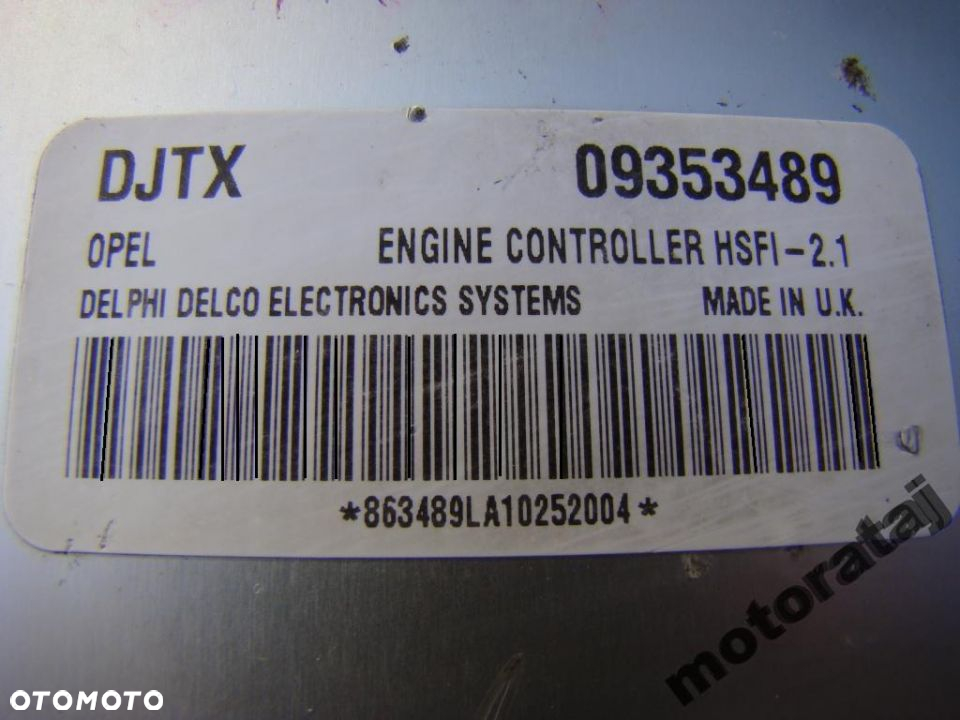 DJTX 09353489
OPEL ENGINE CONTROLLER HSFI-2.1
DELPHI DELCO ELECTRONICS SYSTEMS MADE IN U.K.
*863489LA10252004*
motorataj
OTOMOTO